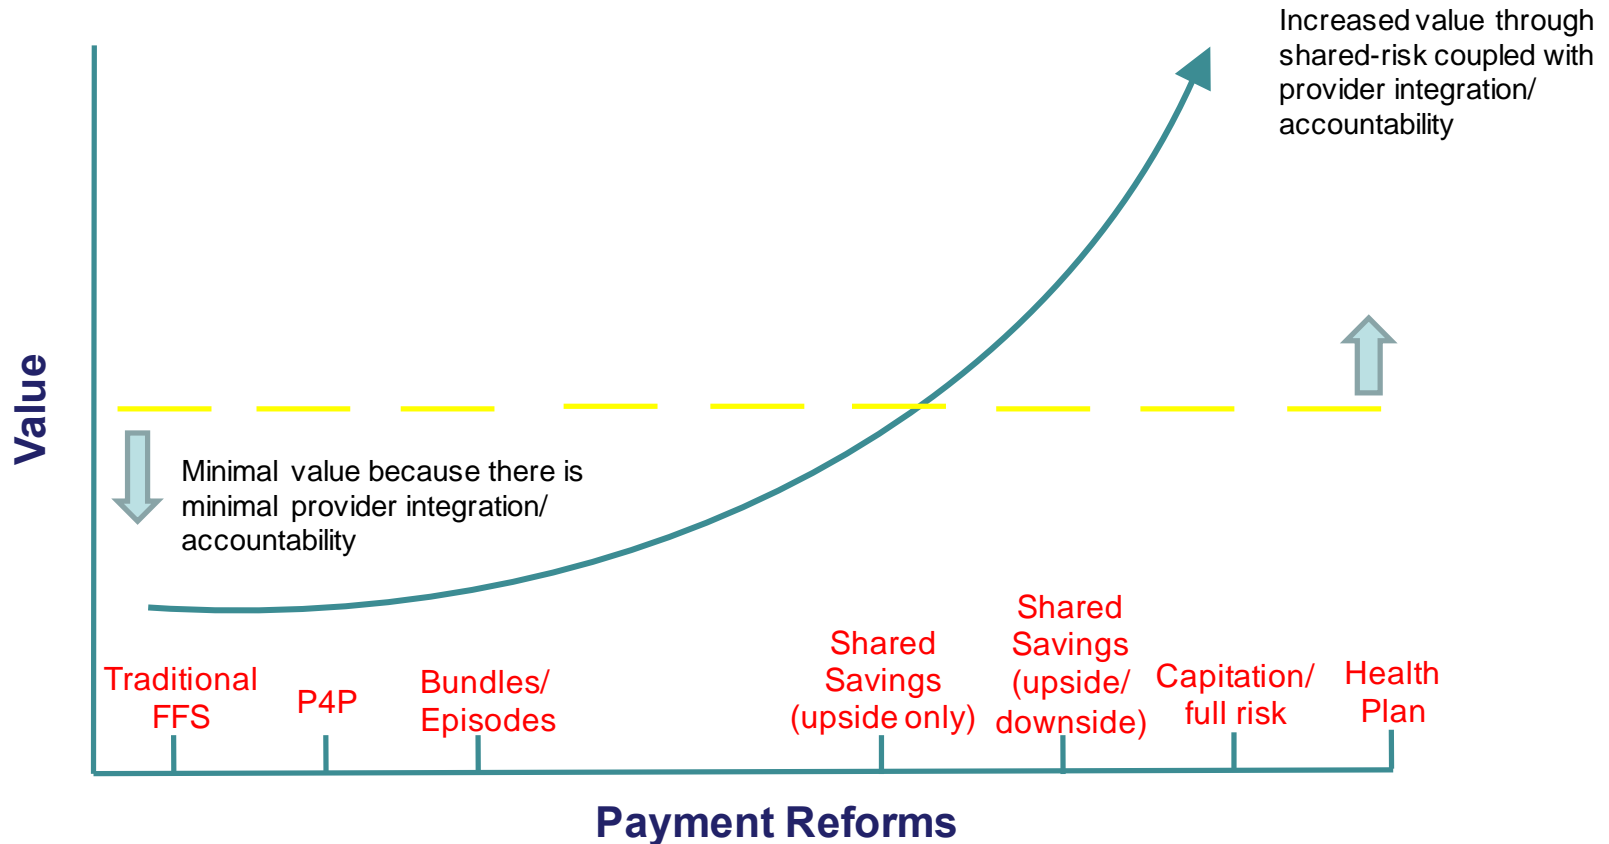 Increased value through
shared-risk coupled with
provider integration/
accountability
Value
Minimal value because there is
minimal provider integration/
accountability
Traditional
FFS
P4P
Bundles/
Episodes
Shared
Savings
(upside only)
Shared
Savings
(upside/
downside)
Capitation/
full risk
Health
Plan
Payment Reforms